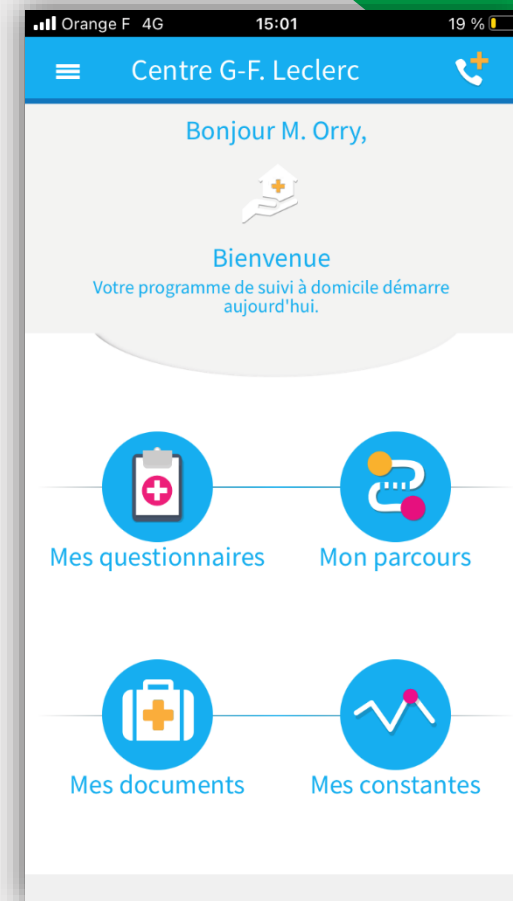 Orange F 4G 15:01 19 %
Centre G-F. Leclerc
Bonjour M. Orry,
Bienvenue
Votre programme de suivi à domicile démarre
aujourd'hui.
Mes questionnaires Mon parcours
Mes documents Mes constantes